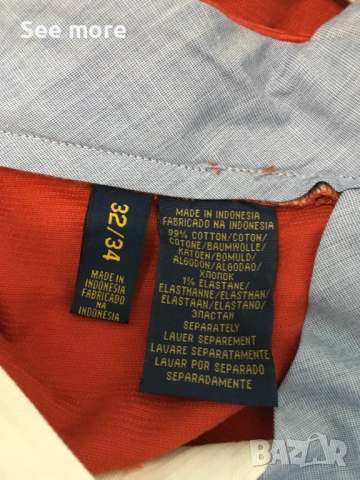 See more
32/34
MADE IN
INDONESIA
FABRICADO
NA
INDONESIA
MADE IN INDONESIA
FABRICADO NA INDONESIA
99% COTTON/COTON/
COTONE/BAUMWOLLE/
KATOEN/BOMULD/
ALGODON/ALGODAO/
ХЛОПОК
1% ELASTANE/
ELASTHANNE/ELASTHAN/
ELASTAAN/ELASTANO/
ЭЛАСТАН
SEPARATELY
LAVER SEPAREMENT
LAVARE SEPARATAMENTE
LAVAR POR SEPARADO
SEPARADAMENTE
BAZAR